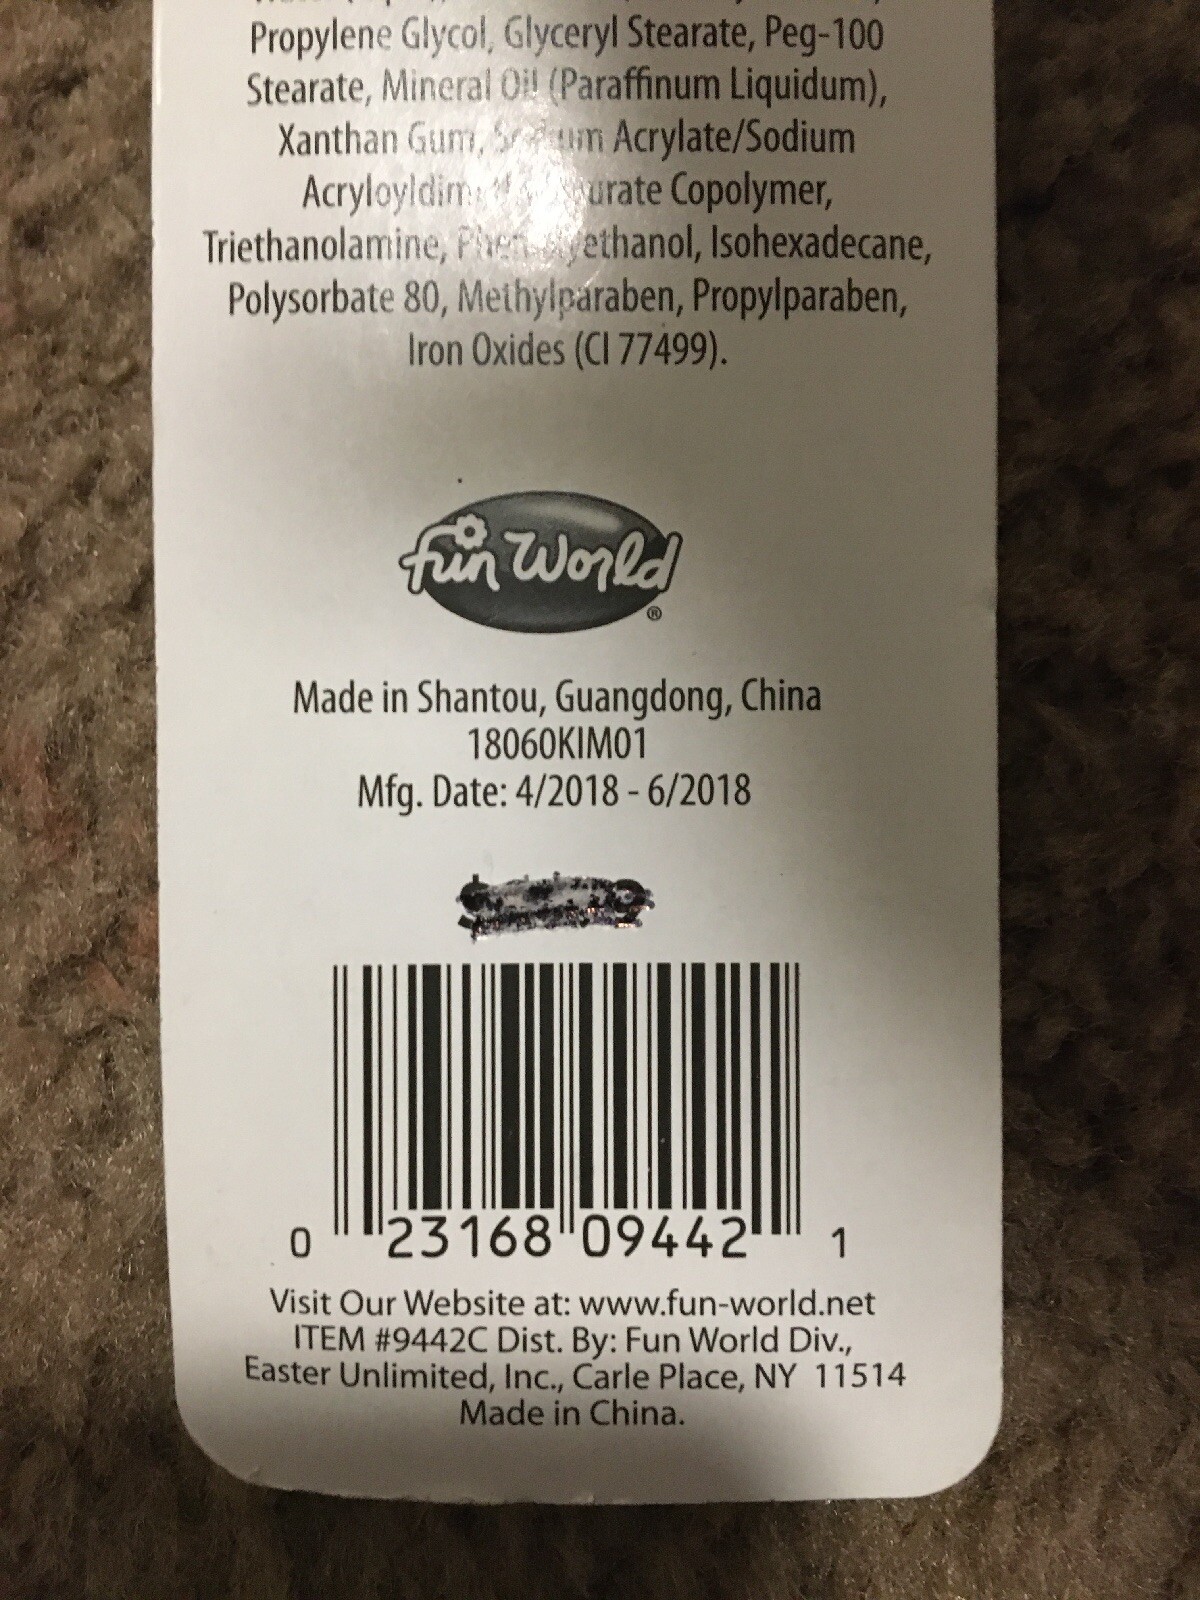 Propylene Glycol, Glyceryl Stearate, Peg-100
Stearate, Mineral Oil (Paraffinum Liquidum),
Xanthan Gum, Acrylate/Sodium
Copolymer,
Triethanolamine, Isohexadecane,
Polysorbate 80, Methylparaben, Propylparaben,
Iron Oxides (CI 77499).
fun World
®
Made in Shantou, Guangdong, China
18060KIM01
Mfg. Date: 4/2018 - 6/2018
0 23168 09442 1
Visit Our Website at: www.fun-world.net
ITEM #9442C Dist. By: Fun World Div.,
Easter Unlimited, Inc., Carle Place, NY 11514
Made in China.